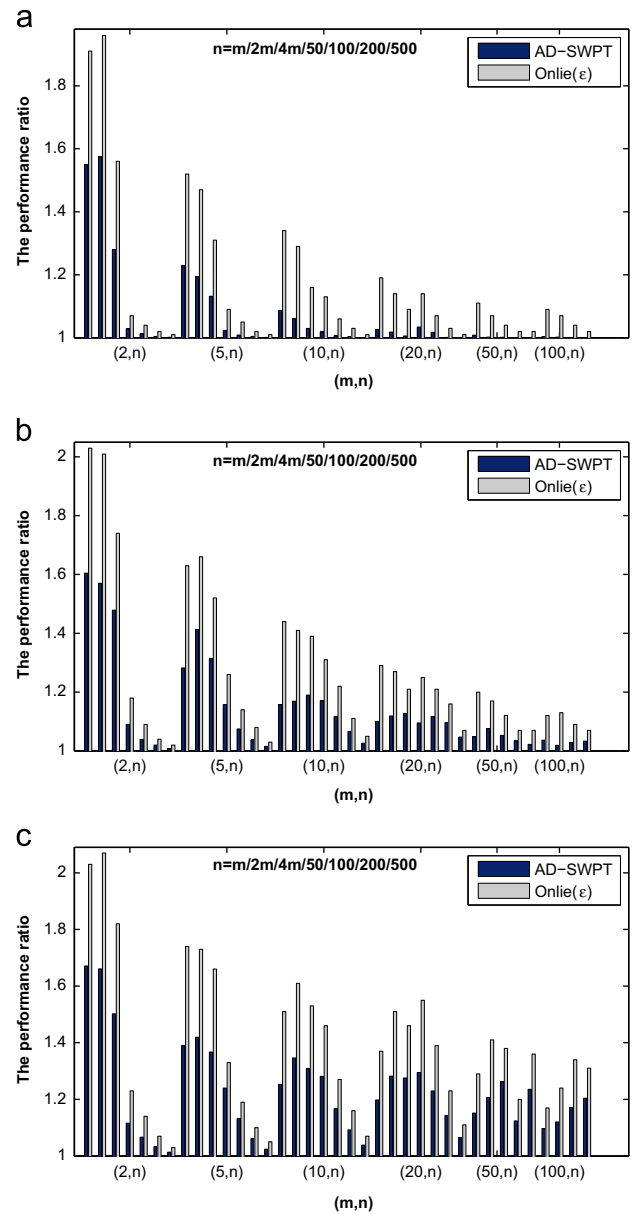 a
n=m/2m/4m/50/100/200/500
AD−SWPT
Onlie(ε)
The performance ratio
1.8
1.6
1.4
1.2
1
(2,n) (5,n) (10,n) (20,n) (50,n) (100,n)
(m,n)
b
n=m/2m/4m/50/100/200/500
AD−SWPT
Onlie(ε)
The performance ratio
2
1.8
1.6
1.4
1.2
1
(2,n) (5,n) (10,n) (20,n) (50,n) (100,n)
(m,n)
c
n=m/2m/4m/50/100/200/500
AD−SWPT
Onlie(ε)
The performance ratio
2
1.8
1.6
1.4
1.2
1
(2,n) (5,n) (10,n) (20,n) (50,n) (100,n)
(m,n)